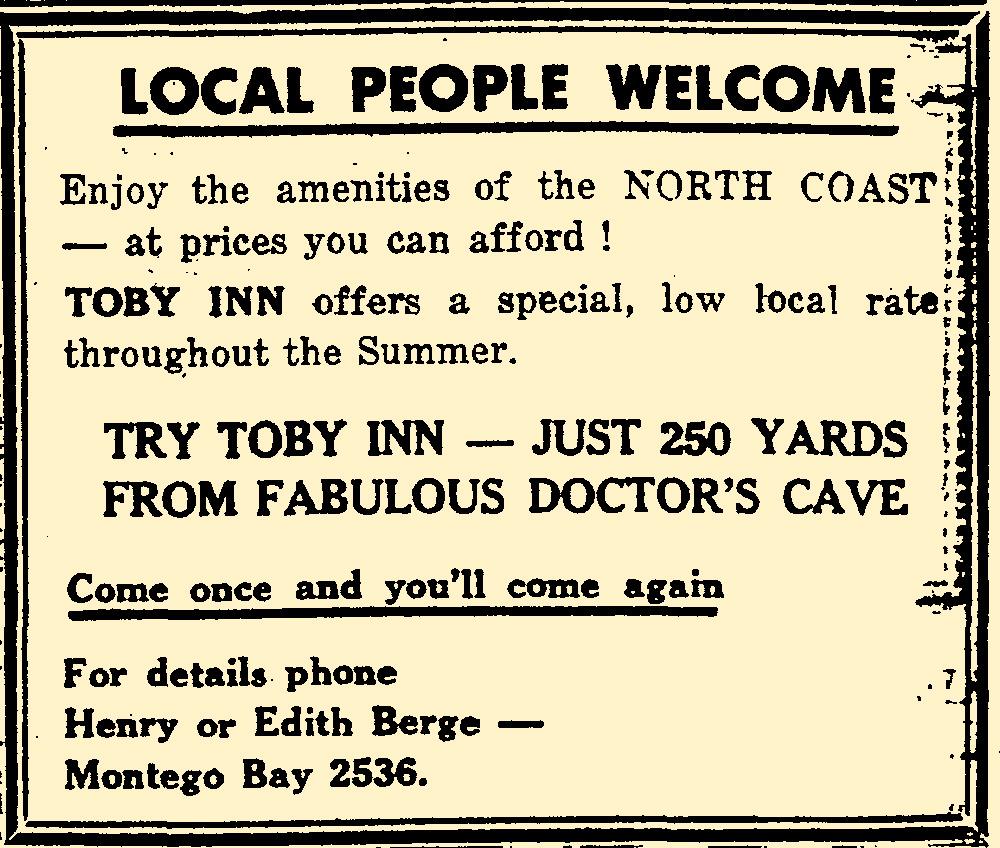 LOCAL PEOPLE WELCOME
Enjoy the amenities of the NORTH COAST
— at prices you can afford !
TOBY INN offers a special, low local rate
throughout the Summer.
TRY TOBY INN — JUST 250 YARDS
FROM FABULOUS DOCTOR'S CAVE
Come once and you'll come again
For details phone
Henry or Edith Berge —
Montego Bay 2536.